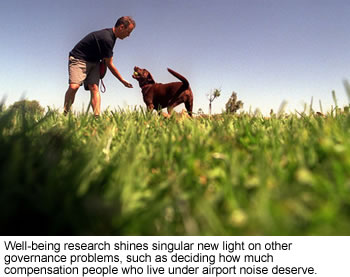 Well-being research shines singular new light on other
governance problems, such as deciding how much
compensation people who live under airport noise deserve.